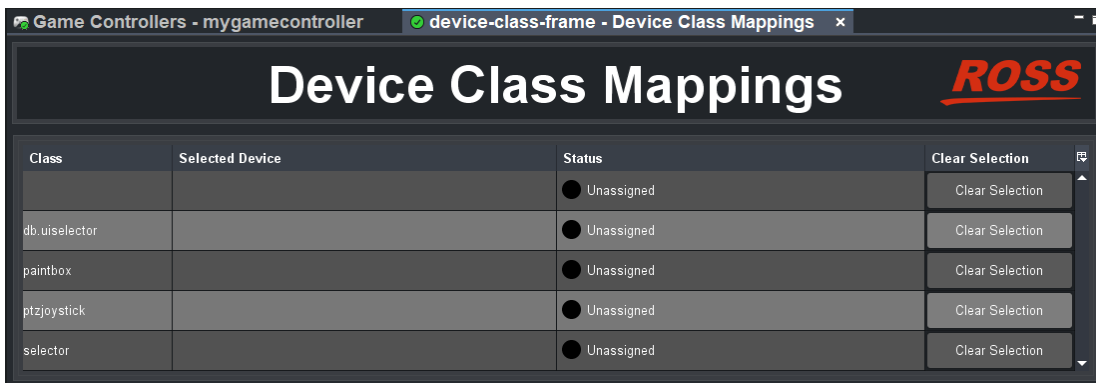 Game Controllers - mygamecontroller device-class-frame - Device Class Mappings ×
Device Class Mappings ROSS
Class Selected Device Status Clear Selection
Unassigned Clear Selection
db.uiselector Unassigned Clear Selection
paintbox Unassigned Clear Selection
ptzjoystick Unassigned Clear Selection
selector Unassigned Clear Selection